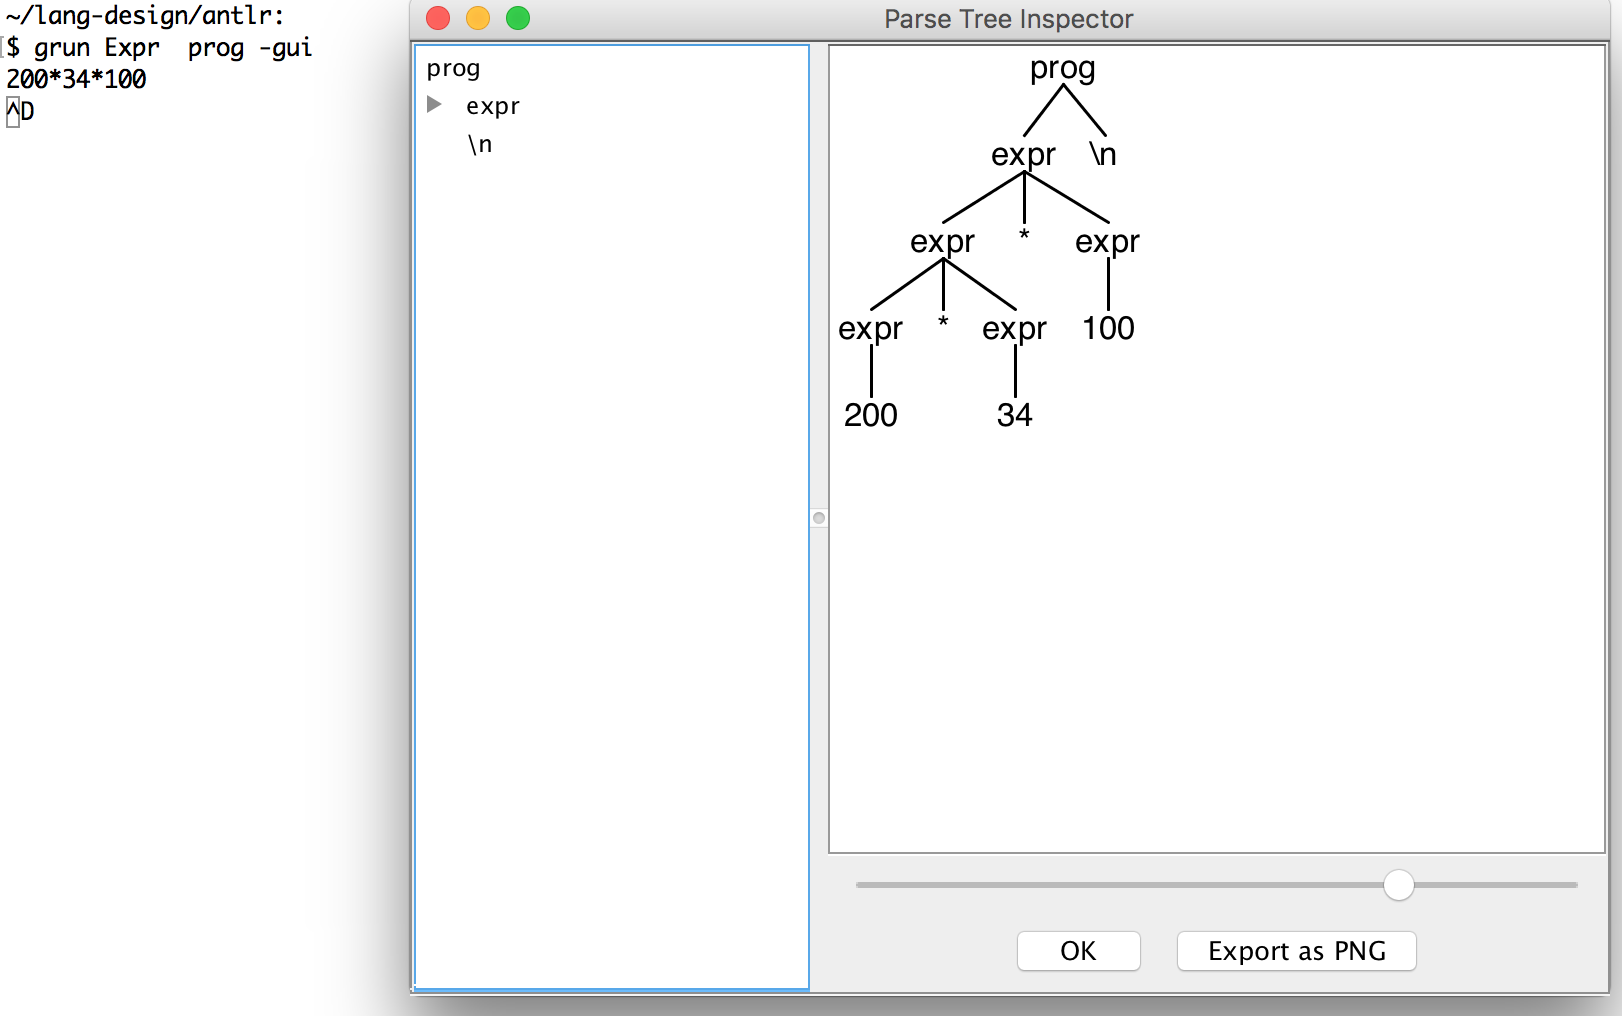 ~/lang-design/antlr:
$ grun Expr  prog -gui
200*34*100
^D
Parse Tree Inspector
prog
expr
\n
prog
expr \n
expr * expr
expr * expr 100
200 34
OK
Export as PNG